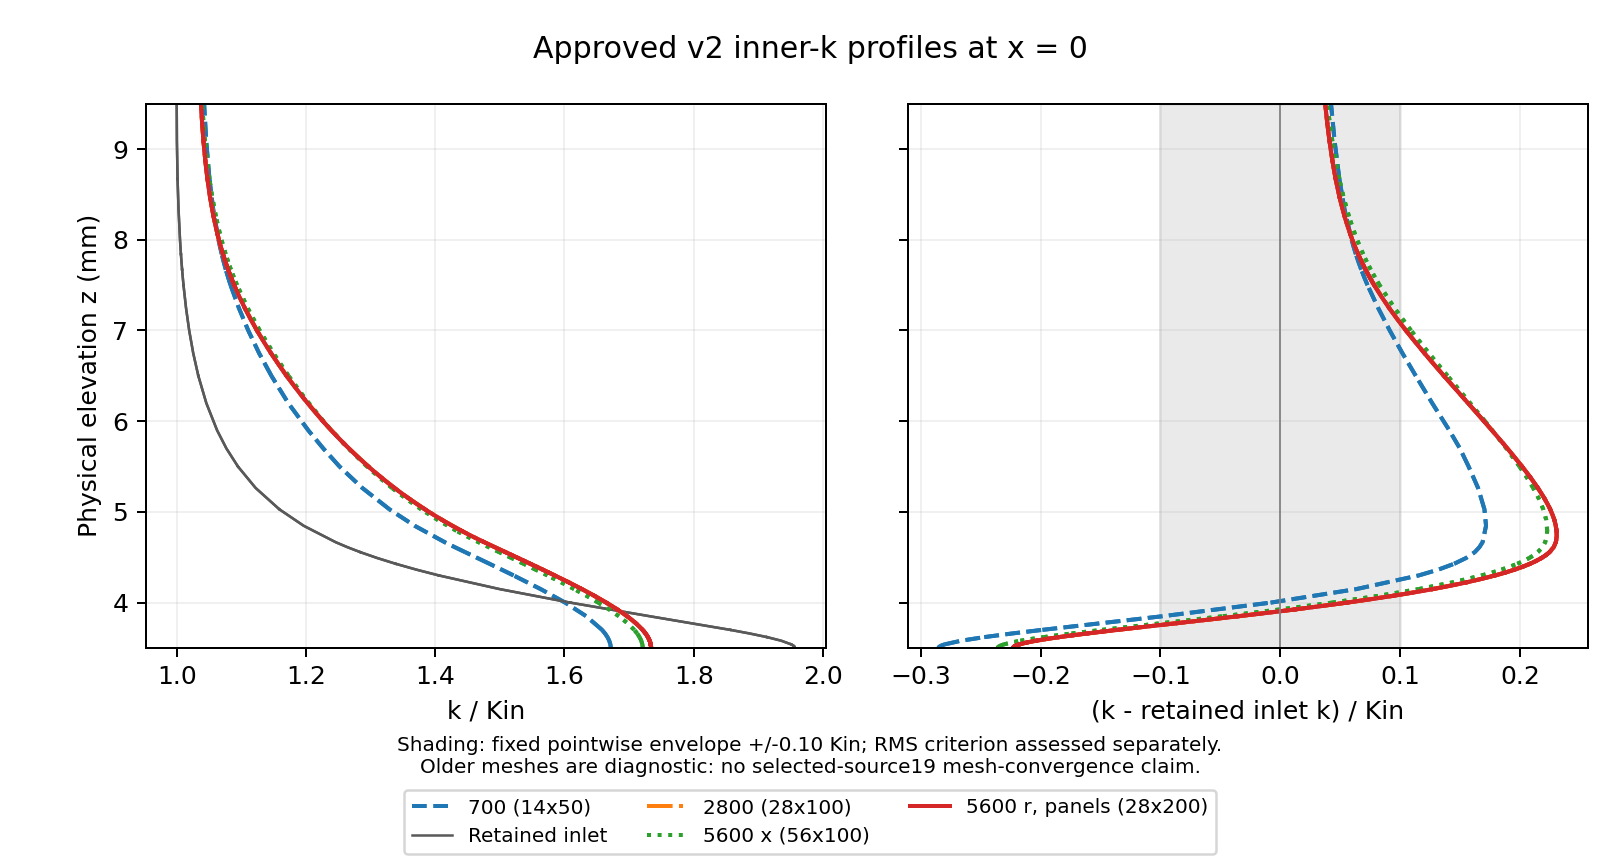 Approved v2 inner-k profiles at x = 0
Physical elevation z (mm)
9
8
7
6
5
4
1.0 1.2 1.4 1.6 1.8 2.0
k / Kin
−0.3 −0.2 −0.1 0.0 0.1 0.2
(k - retained inlet k) / Kin
Shading: fixed pointwise envelope +/-0.10 Kin; RMS criterion assessed separately.
Older meshes are diagnostic: no selected-source19 mesh-convergence claim.
700 (14x50) 2800 (28x100) 5600 r, panels (28x200)
Retained inlet 5600 x (56x100)